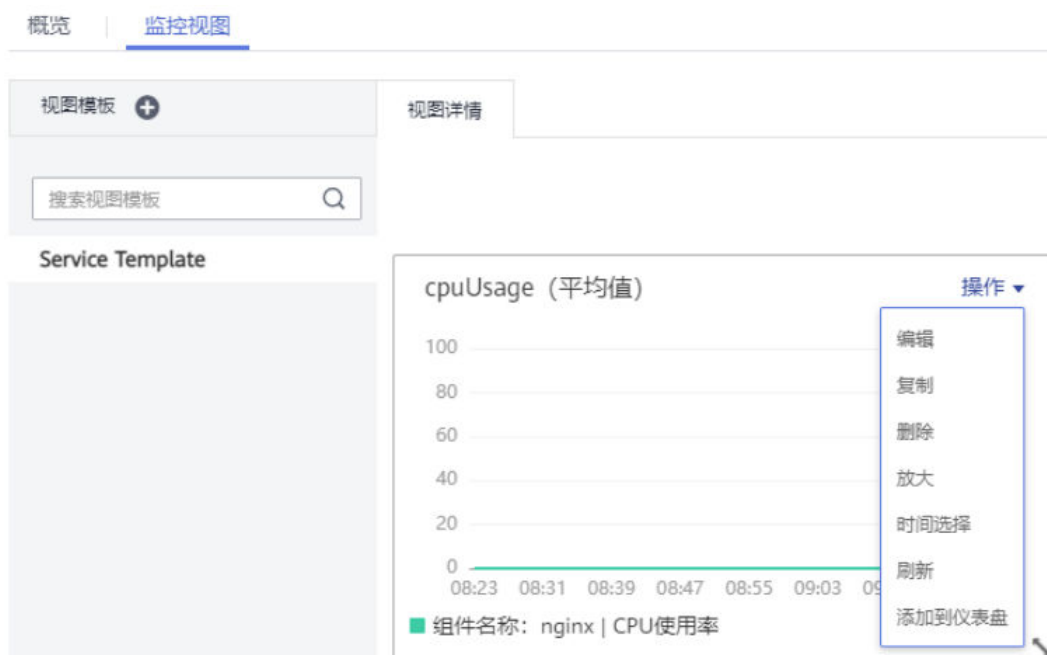 概览 监控视图
视图模板
视图详情
搜索视图模板
Service Template
cpuUsage（平均值）
操作
100
80
60
40
20
0
08:23 08:31 08:39 08:47 08:55 09:03 09
组件名称：nginx | CPU使用率
编辑
复制
删除
放大
时间选择
刷新
添加到仪表盘